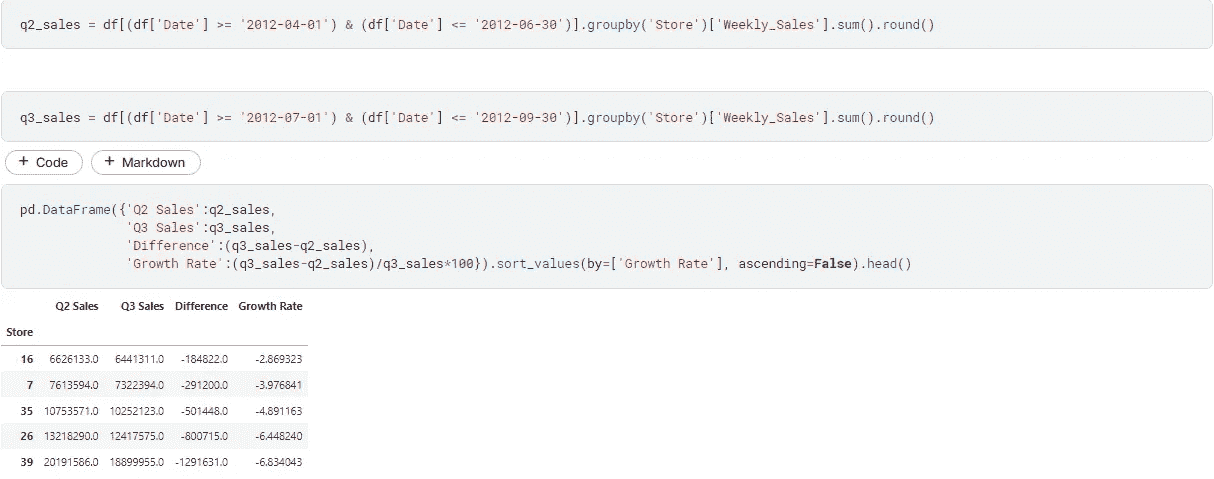 q2_sales = df[(df['Date'] >= '2012-04-01') & (df['Date'] <= '2012-06-30')].groupby('Store')['Weekly_Sales'].sum().round()
q3_sales = df[(df['Date'] >= '2012-07-01') & (df['Date'] <= '2012-09-30')].groupby('Store')['Weekly_Sales'].sum().round()
+ Code + Markdown
pd.DataFrame({'Q2 Sales':q2_sales,
'Q3 Sales':q3_sales,
'Difference':(q3_sales-q2_sales),
'Growth Rate':(q3_sales-q2_sales)/q3_sales*100}).sort_values(by=['Growth Rate'], ascending=False).head()
Q2 Sales Q3 Sales Difference Growth Rate
Store
16 6626133.0 6441311.0 -184822.0 -2.869323
7 7613594.0 7322394.0 -291200.0 -3.976841
35 10753571.0 10252123.0 -501448.0 -4.891163
26 13218290.0 12417575.0 -800715.0 -6.448240
39 20191586.0 18899955.0 -1291631.0 -6.834043